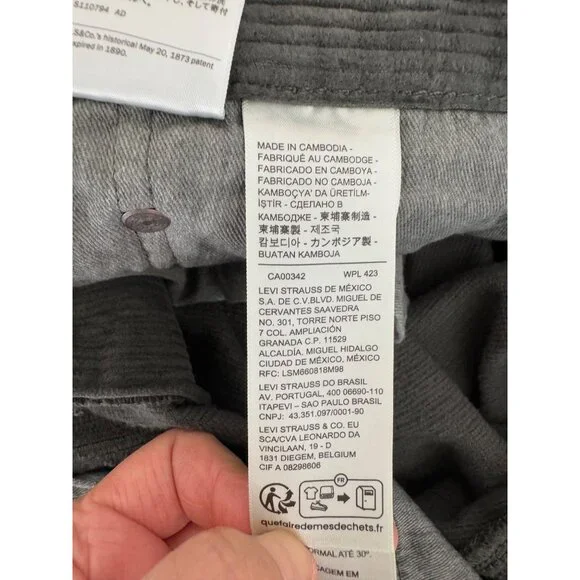 S110794 AD
S&Co.'s historical May 20, 1873 patent
xpired in 1890.
MADE IN CAMBODIA -
FABRIQUÉ AU CAMBODGE -
FABRICADO EN CAMBOYA -
FABRICADO NO CAMBOJA -
KAMBOÇYA' DA ÜRETİLM-
İŞTİR - СДЕЛАНО В
КАМБОДЖЕ - 柬埔寨制造 -
柬埔寨製 - 제조국
캄보디아 - カンボジア製 -
BUATAN KAMBOJA
CA00342 WPL 423
LEVI STRAUSS DE MÉXICO
S.A. DE C.V.BLVD. MIGUEL DE
CERVANTES SAAVEDRA
NO. 301, TORRE NORTE PISO
7 COL. AMPLIACIÓN
GRANADA C.P. 11529
ALCALDÍA. MIGUEL HIDALGO
CIUDAD DE MÉXICO, MÉXICO
RFC: LSM660818M98
LEVI STRAUSS DO BRASIL
AV. PORTUGAL, 400 06690-110
ITAPEVI – SAO PAULO BRASIL
CNPJ: 43.351.097/0001-90
LEVI STRAUSS & CO. EU
SCA/CVA LEONARDO DA
VINCILAAN, 19 - D
1831 DIEGEM, BELGIUM
CIF A 08298606
FR
quefairedemesdechets.fr
ORMAL ATÉ 30°.
AGEM EM